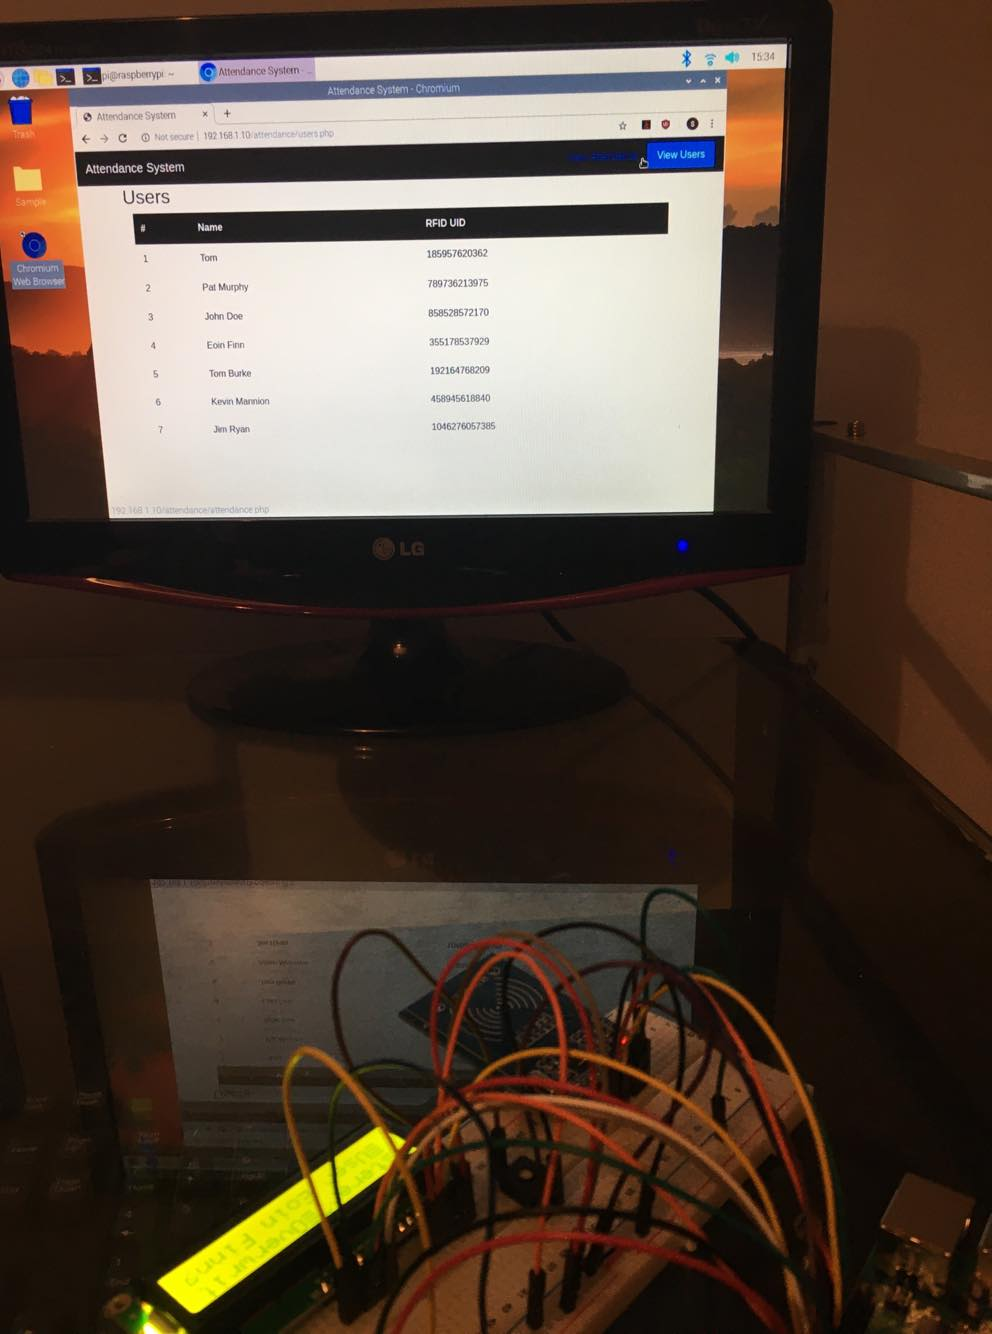 pi@raspberrypi: ~ Attendance System - ... 15:34
Attendance System - Chromium
Attendance System × +
Not secure | 192.168.1.10/attendance/users.php
Trash
Attendance System View Users
Sample
Users
# Name RFID UID
1 Tom 185957620362
Chromium
Web Browser
2 Pat Murphy 789736213975
3 John Doe 858528572170
4 Eoin Finn 355178537929
5 Tom Burke 192164768209
6 Kevin Mannion 458945618840
7 Jim Ryan 1046276057385
192.168.1.10/attendance/attendance.php
LG